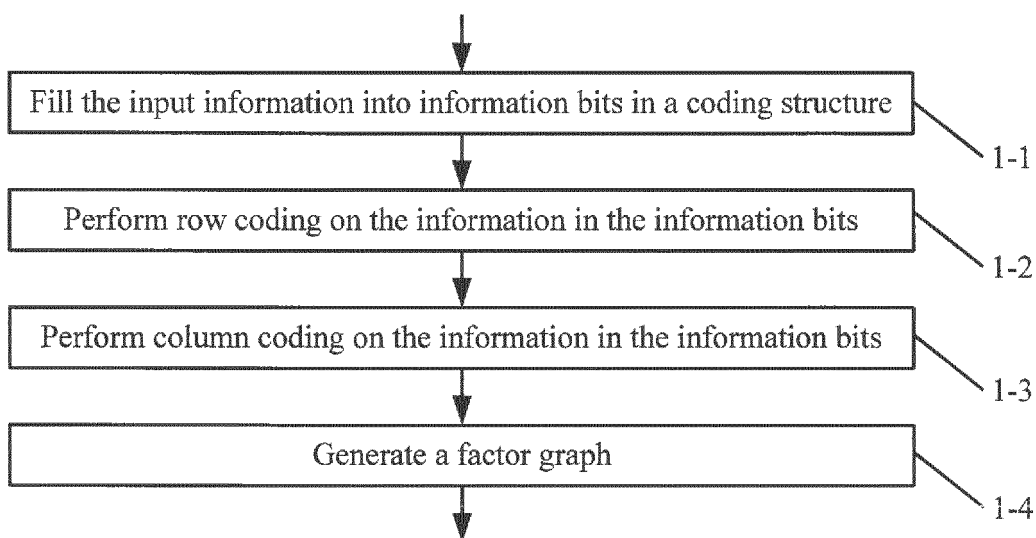 Fill the input information into information bits in a coding structure
1-1
Perform row coding on the information in the information bits
1-2
Perform column coding on the information in the information bits
1-3
Generate a factor graph
1-4